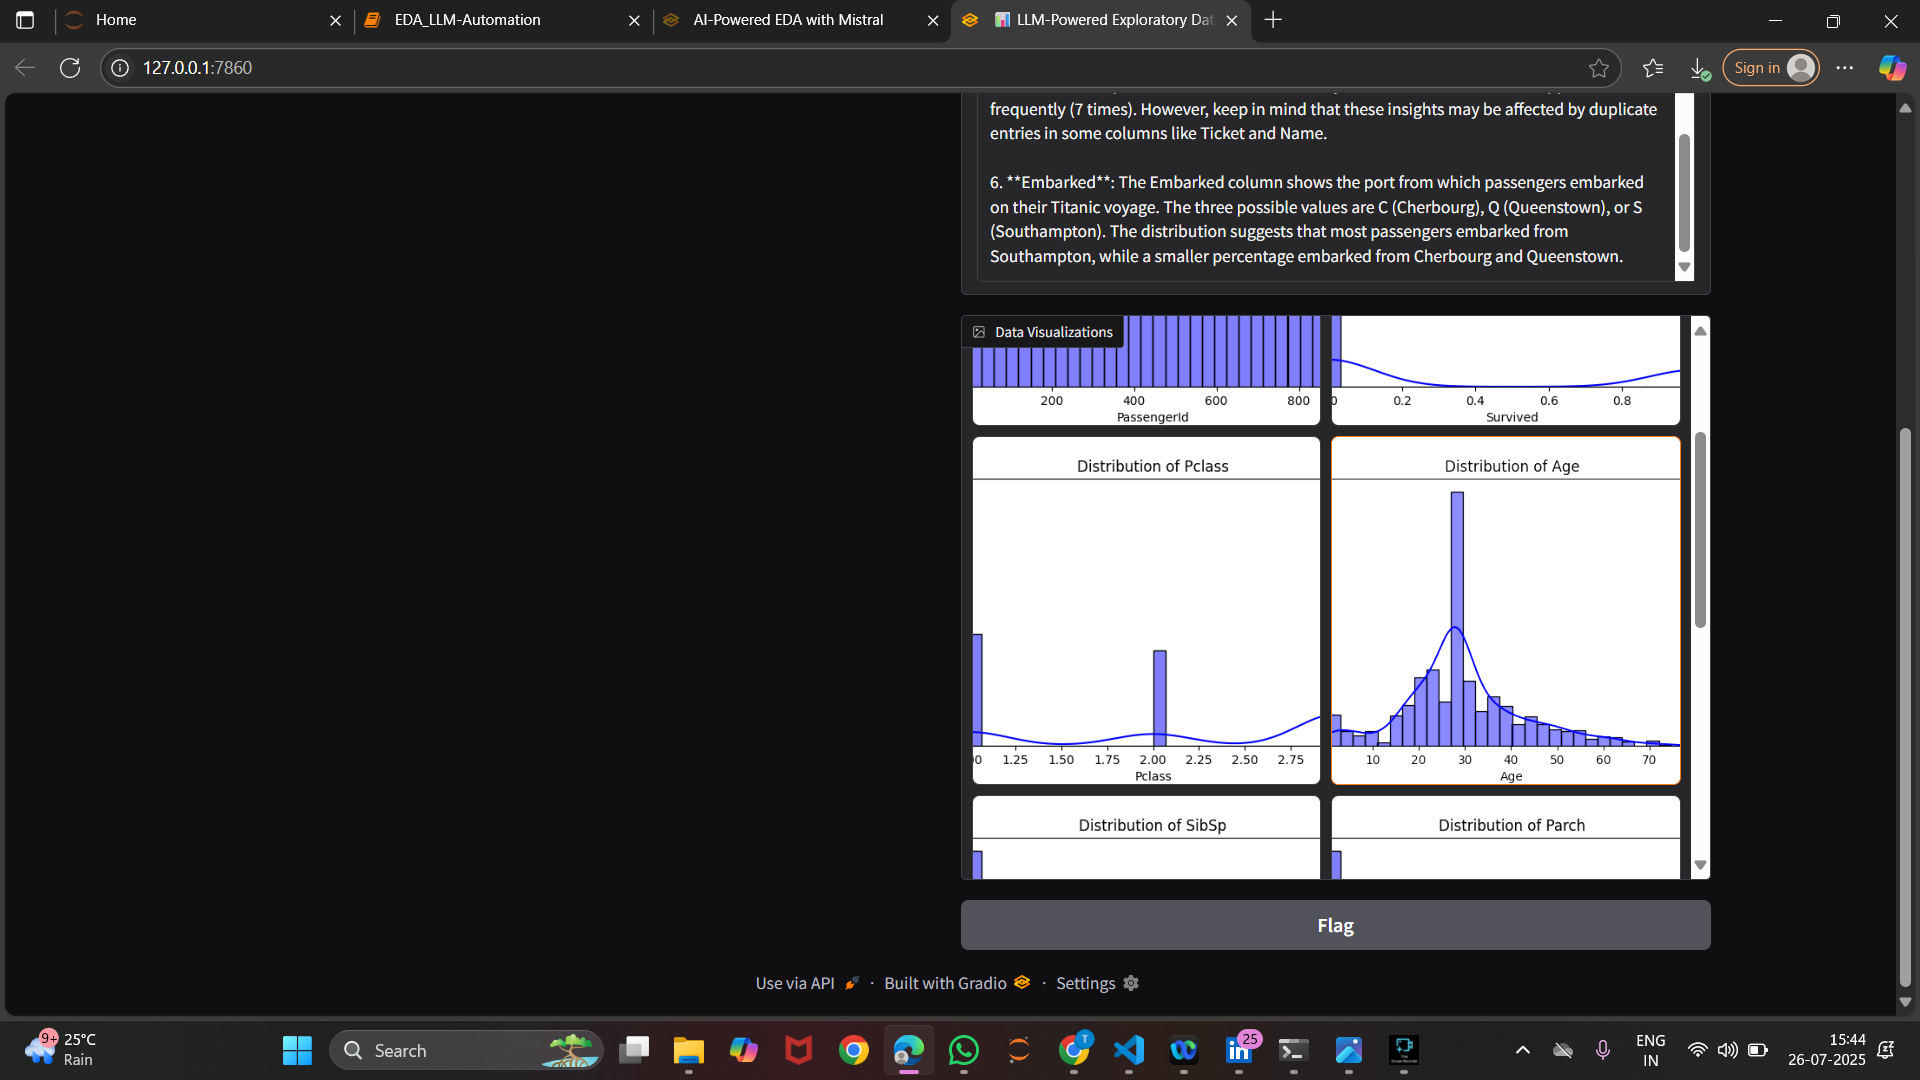 Home
EDA_LLM-Automation
AI-Powered EDA with Mistral
LLM-Powered Exploratory Dat
127.0.0.1:7860
Sign in
frequently (7 times). However, keep in mind that these insights may be affected by duplicate
entries in some columns like Ticket and Name.
6. **Embarked**: The Embarked column shows the port from which passengers embarked
on their Titanic voyage. The three possible values are C (Cherbourg), Q (Queenstown), or S
(Southampton). The distribution suggests that most passengers embarked from
Southampton, while a smaller percentage embarked from Cherbourg and Queenstown.
Data Visualizations
200 400 600 800
PassengerId
0 0.2 0.4 0.6 0.8
Survived
Distribution of Pclass
00 1.25 1.50 1.75 2.00 2.25 2.50 2.75
Pclass
Distribution of Age
10 20 30 40 50 60 70
Age
Distribution of SibSp
Distribution of Parch
Flag
Use via API · Built with Gradio · Settings
9+
25°C
Rain
Search
T
25
ENG
IN
15:44
26-07-2025